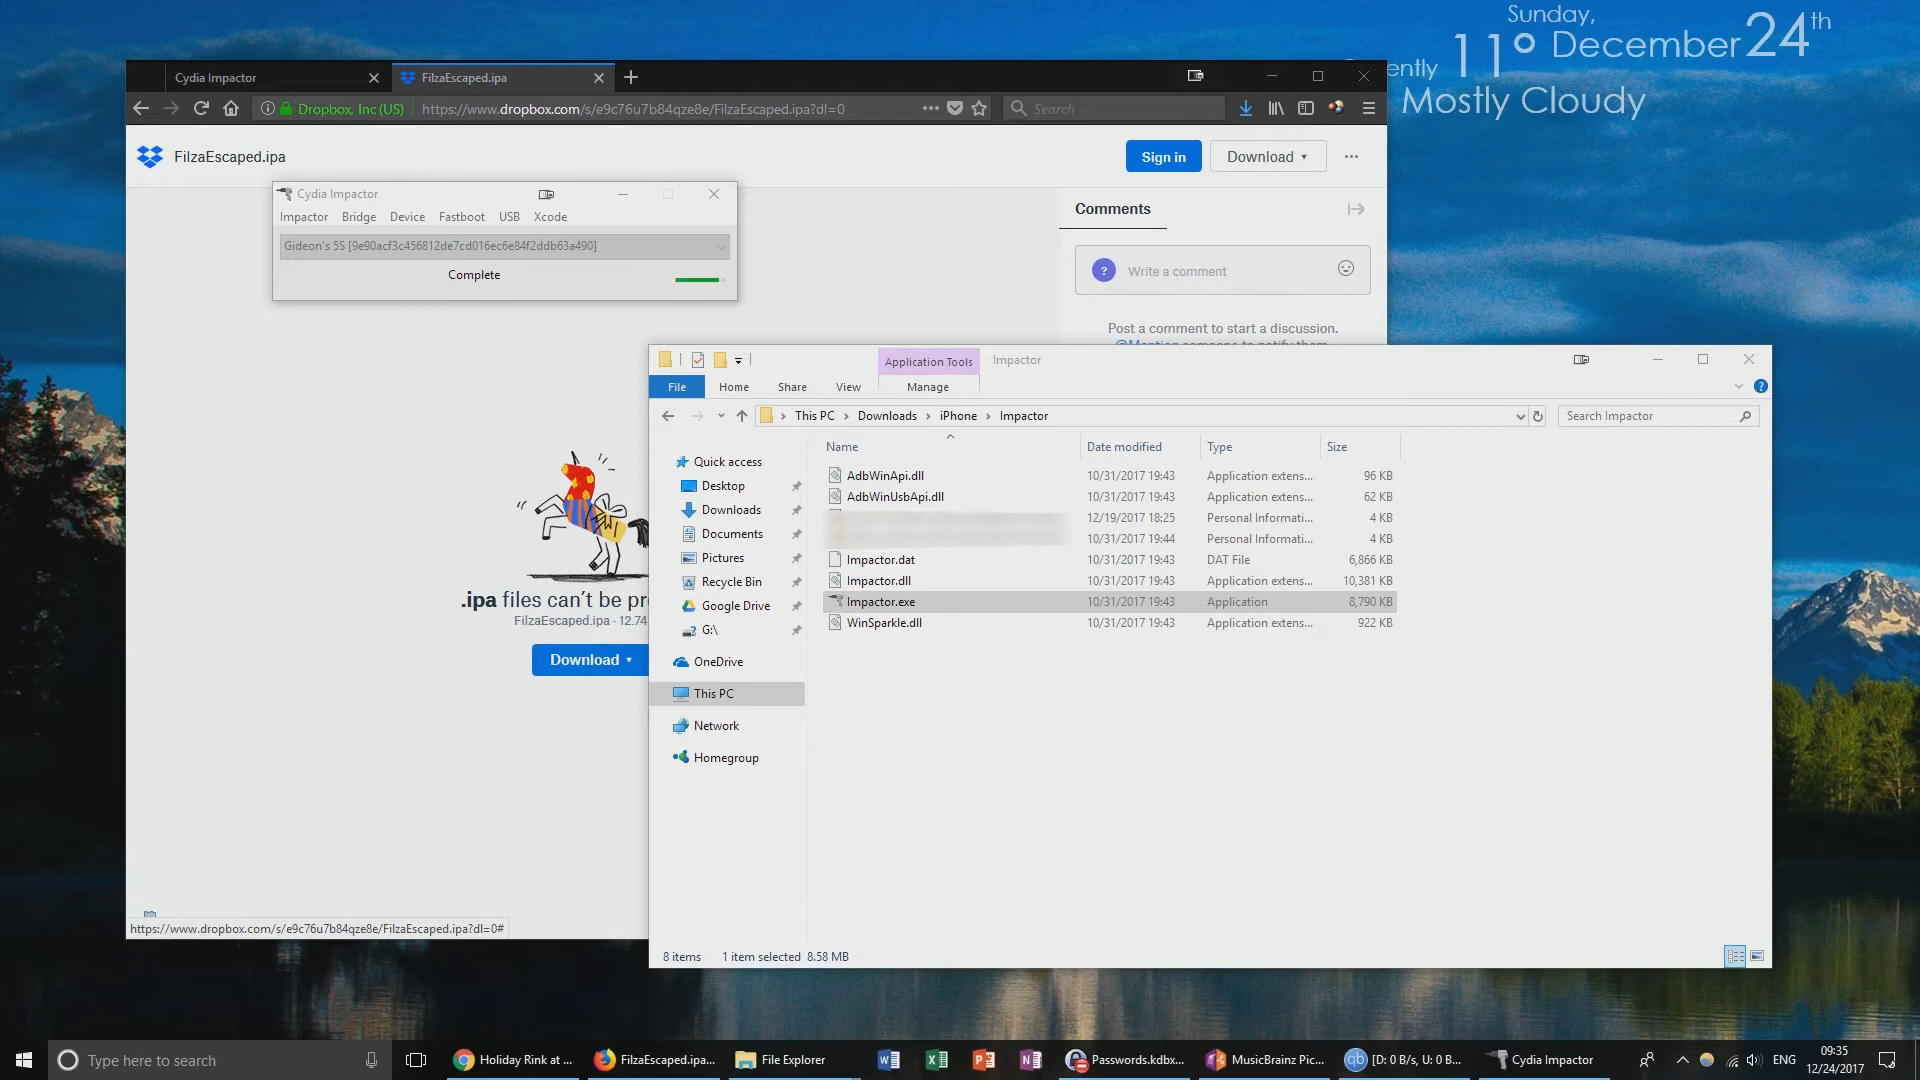 Sunday,
ently 11° December 24th
Mostly Cloudy
Cydia Impactor
FilzaEscaped.ipa
Dropbox, Inc (US)
https://www.dropbox.com/s/e9c76u7b84qze8e/FilzaEscaped.ipa?dl=0
Search
FilzaEscaped.ipa
Sign in
Download
Cydia Impactor
Impactor Bridge Device Fastboot USB Xcode
Gideon's 5S [9e90acf3c456812de7cd016ec6e84f2ddb63a490]
Complete
Comments
? Write a comment
Post a comment to start a discussion.
@Mention someone to notify them
.ipa files can't be pr
FilzaEscaped.ipa · 12.74
Download
https://www.dropbox.com/s/e9c76u7b84qze8e/FilzaEscaped.ipa?dl=0#
Application Tools Impactor
File Home Share View Manage
This PC Downloads iPhone Impactor
Search Impactor
Quick access
Desktop
Downloads
Documents
Pictures
Recycle Bin
Google Drive
G:\
OneDrive
This PC
Network
Homegroup
Name Date modified Type Size
AdbWinApi.dll 10/31/2017 19:43 Application extens... 96 KB
AdbWinUsbApi.dll 10/31/2017 19:43 Application extens... 62 KB
12/19/2017 18:25 Personal Informati... 4 KB
10/31/2017 19:44 Personal Informati... 4 KB
Impactor.dat 10/31/2017 19:43 DAT File 6,866 KB
Impactor.dll 10/31/2017 19:43 Application extens... 10,381 KB
Impactor.exe 10/31/2017 19:43 Application 8,790 KB
WinSparkle.dll 10/31/2017 19:43 Application extens... 922 KB
8 items 1 item selected 8.58 MB
Type here to search
Holiday Rink at ...
FilzaEscaped.ipa...
File Explorer
Passwords.kdbx...
MusicBrainz Pic...
[D: 0 B/s, U: 0 B...
Cydia Impactor
ENG
09:35
12/24/2017